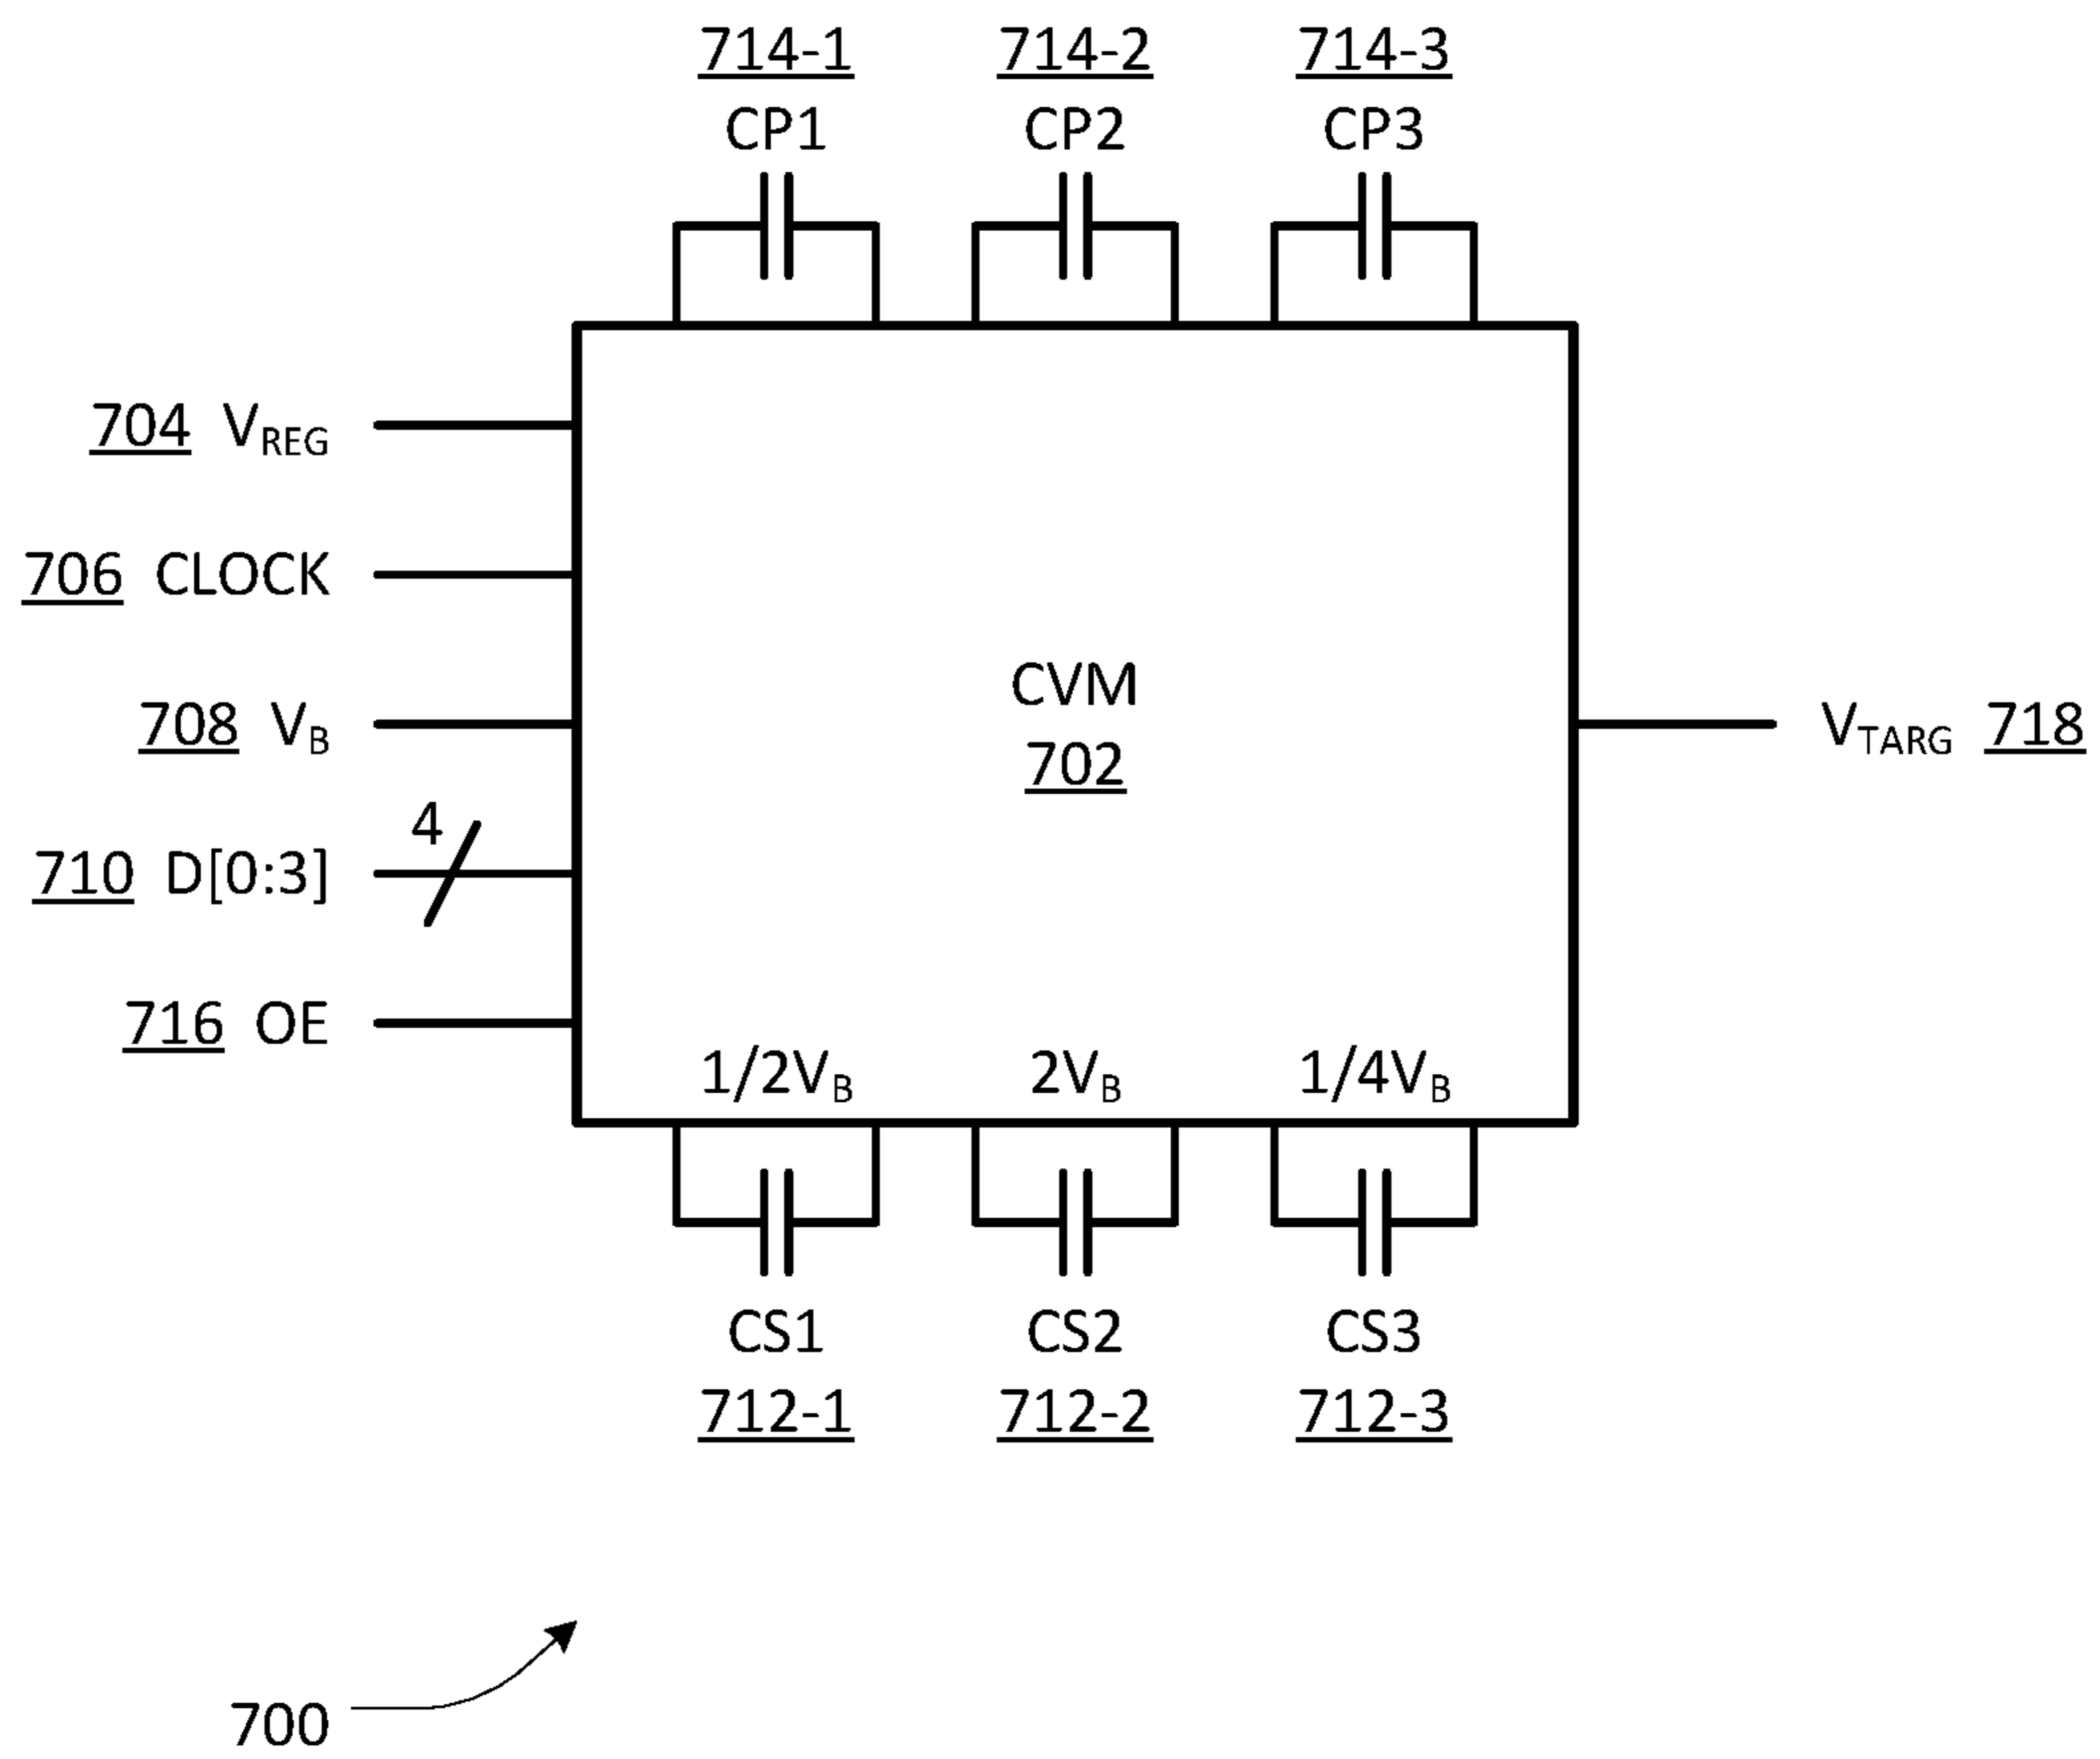 714-1 714-2 714-3
CP1 CP2 CP3
704 VREG
706 CLOCK
CVM
702
708 VB
VTARG 718
4
710 D[0:3]
716 OE
1/2VB 2VB 1/4VB
CS1 CS2 CS3
712-1 712-2 712-3
700